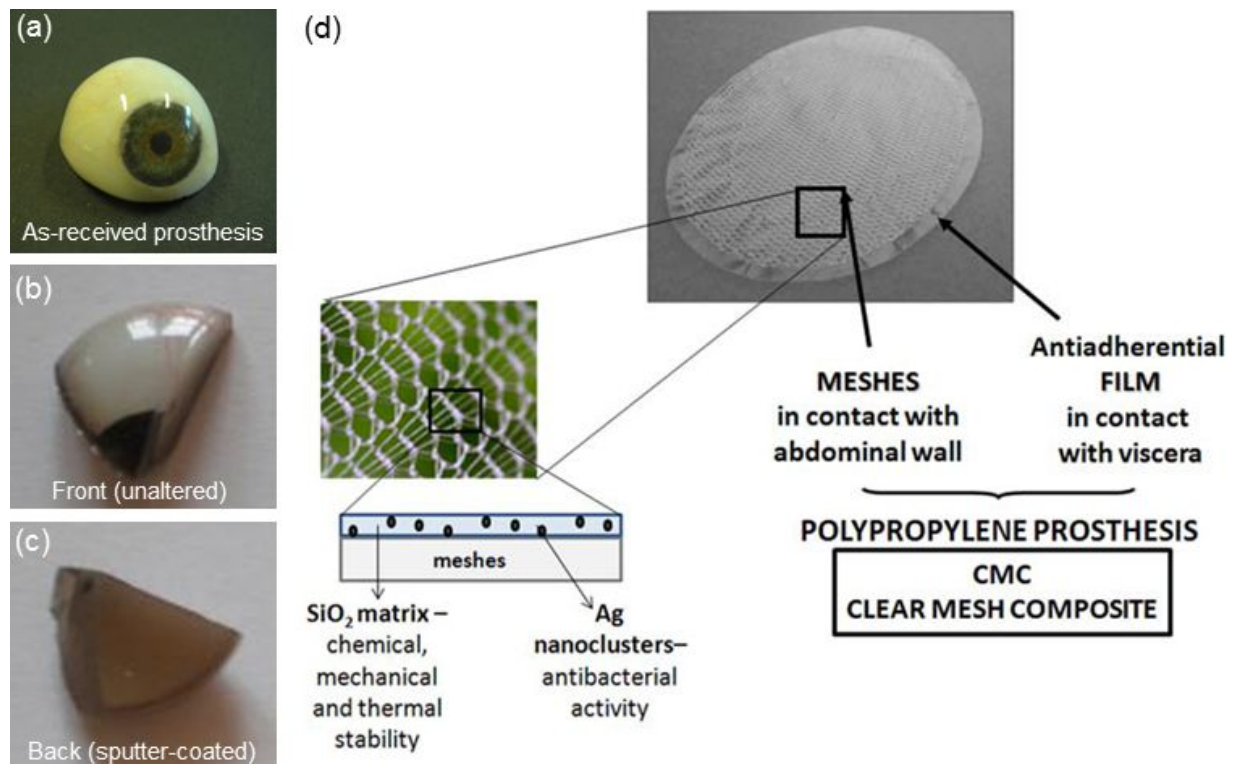 (a)
As-received prosthesis
(b)
Front (unaltered)
(c)
Back (sputter-coated)
(d)
MESHES
in contact with
abdominal wall
Antiadherential
FILM
in contact
with viscera
POLYPROPYLENE PROSTHESIS
CMC
CLEAR MESH COMPOSITE
meshes
SiO₂ matrix –
chemical,
mechanical
and thermal
stability
Ag
nanoclusters–
antibacterial
activity